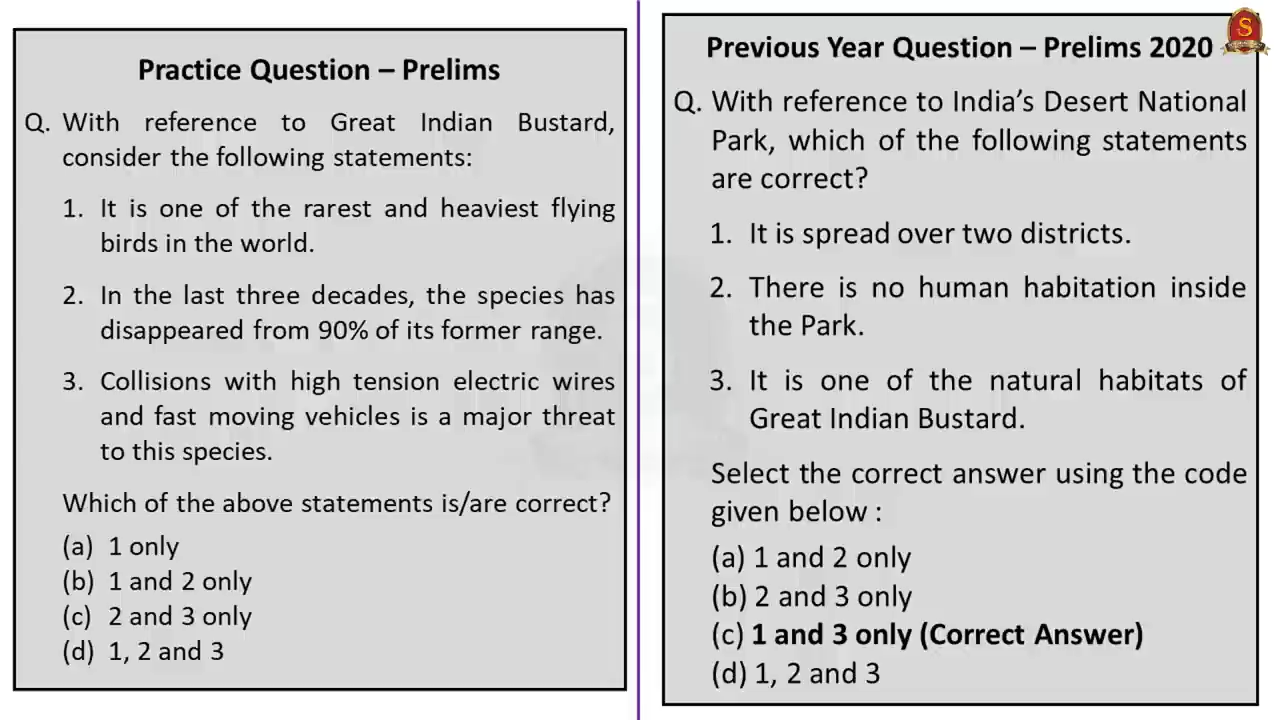 Practice Question – Prelims
Q. With reference to Great Indian Bustard,
consider the following statements:
1. It is one of the rarest and heaviest flying
birds in the world.
2. In the last three decades, the species has
disappeared from 90% of its former range.
3. Collisions with high tension electric wires
and fast moving vehicles is a major threat
to this species.
Which of the above statements is/are correct?
(a) 1 only
(b) 1 and 2 only
(c) 2 and 3 only
(d) 1, 2 and 3
Previous Year Question – Prelims 2020
Q. With reference to India's Desert National
Park, which of the following statements
are correct?
1. It is spread over two districts.
2. There is no human habitation inside
the Park.
3. It is one of the natural habitats of
Great Indian Bustard.
Select the correct answer using the code
given below :
(a) 1 and 2 only
(b) 2 and 3 only
(c) 1 and 3 only (Correct Answer)
(d) 1, 2 and 3
S